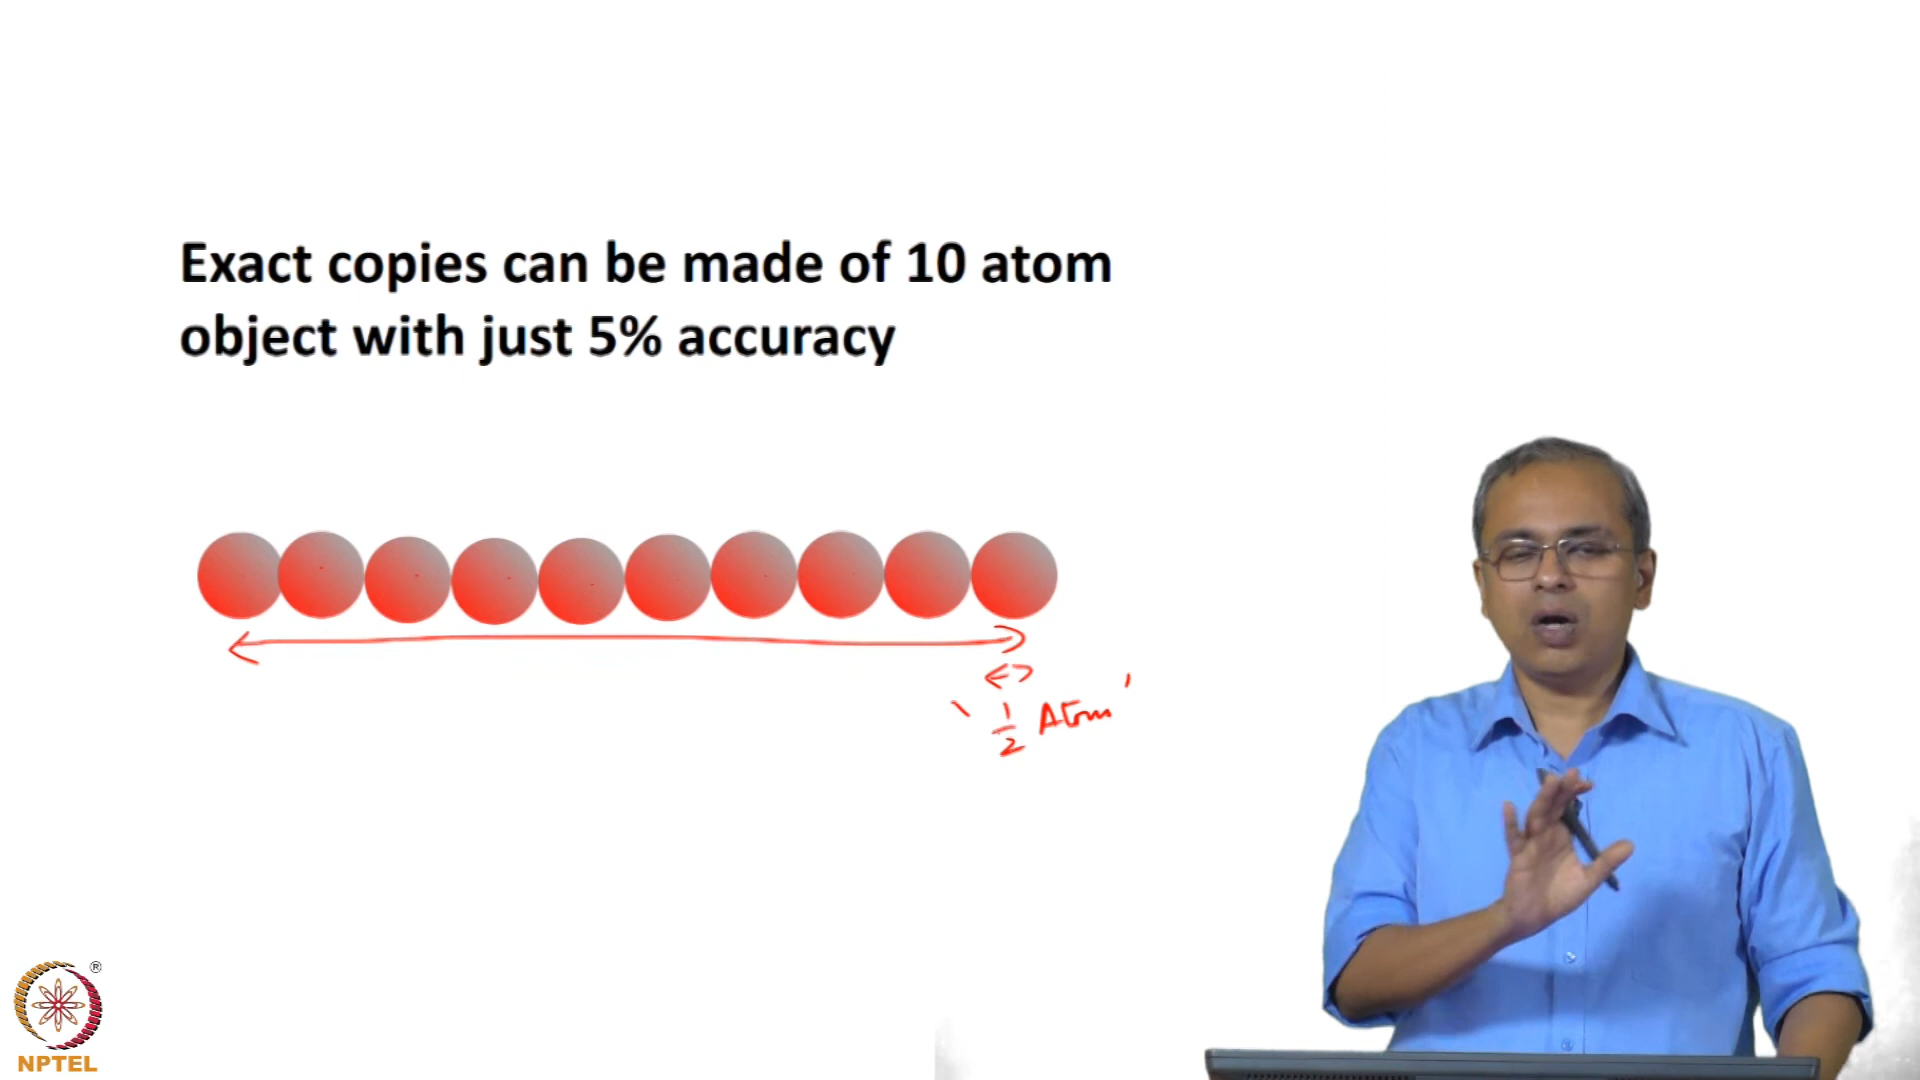 Exact copies can be made of 10 atom
object with just 5% accuracy
' 1/2 Atom '
®
NPTEL